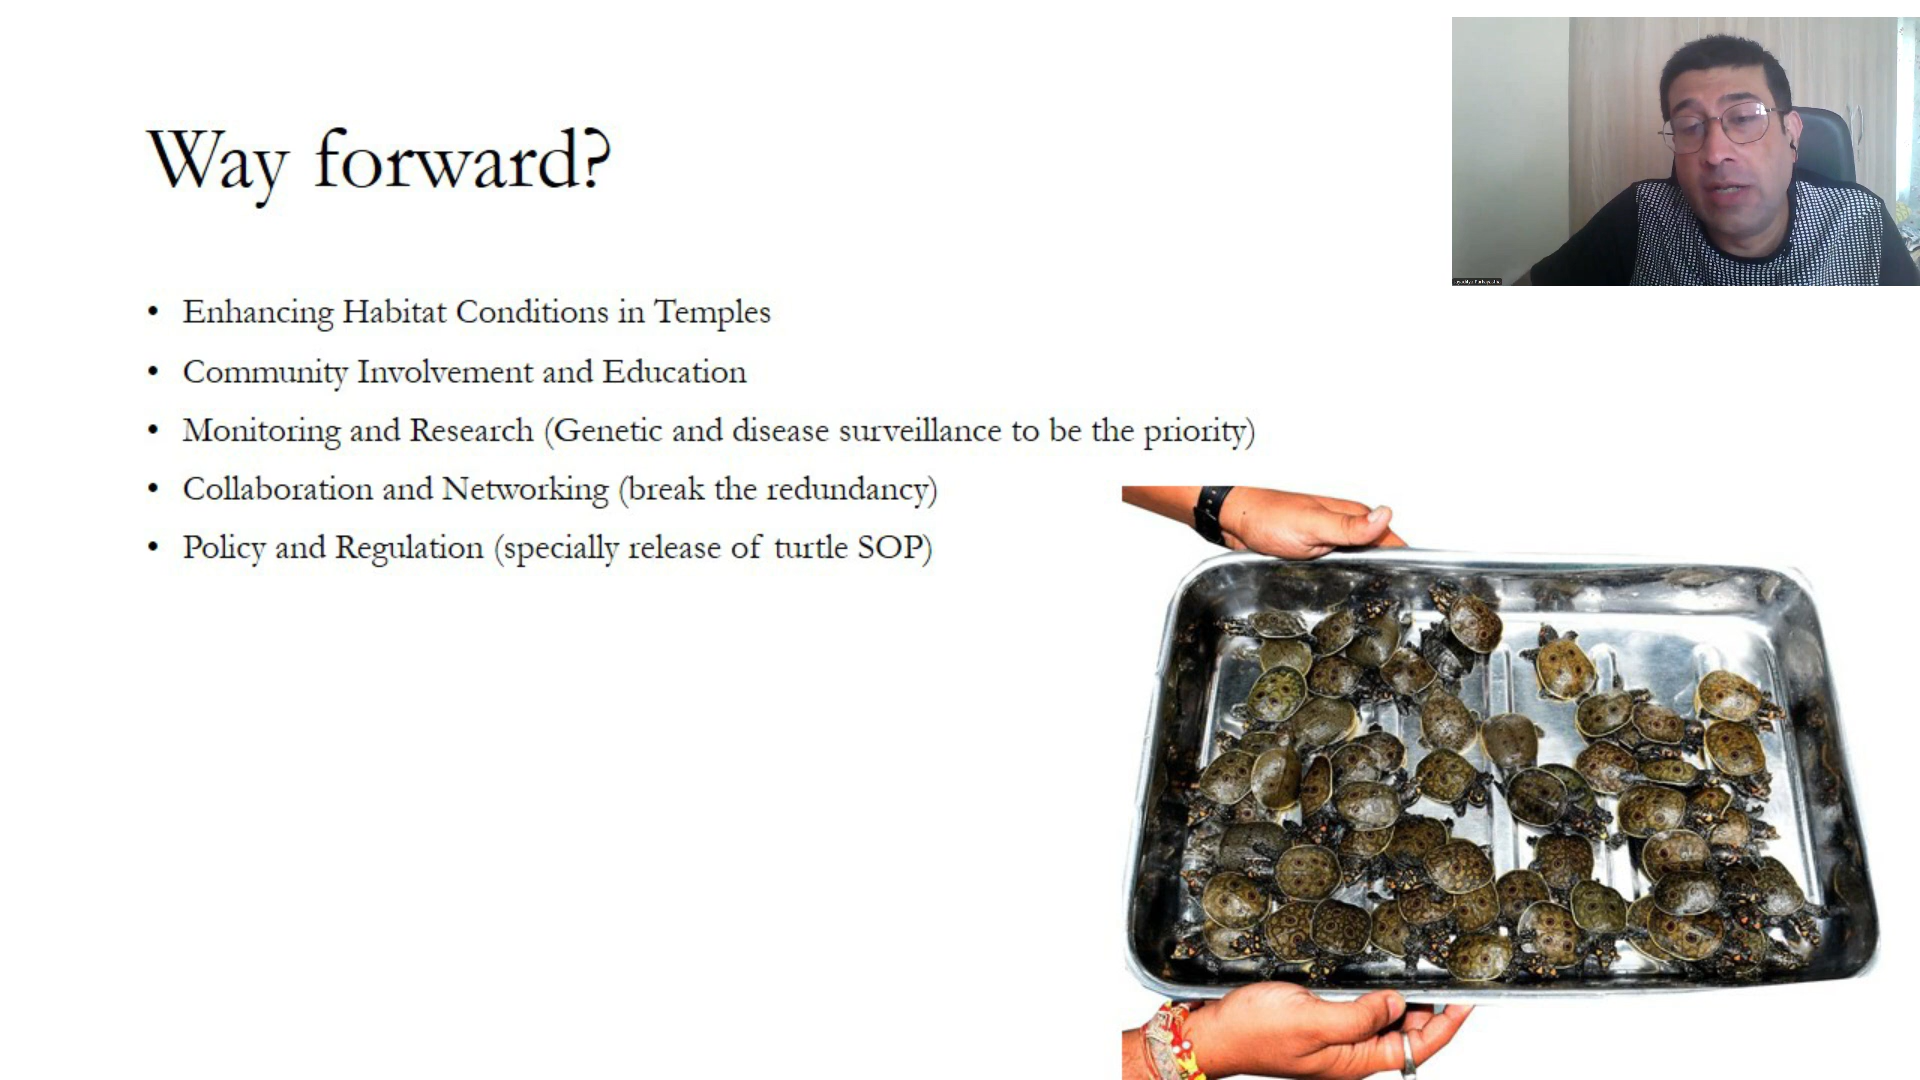 Way forward?
• Enhancing Habitat Conditions in Temples
• Community Involvement and Education
• Monitoring and Research (Genetic and disease surveillance to be the priority)
• Collaboration and Networking (break the redundancy)
• Policy and Regulation (specially release of turtle SOP)